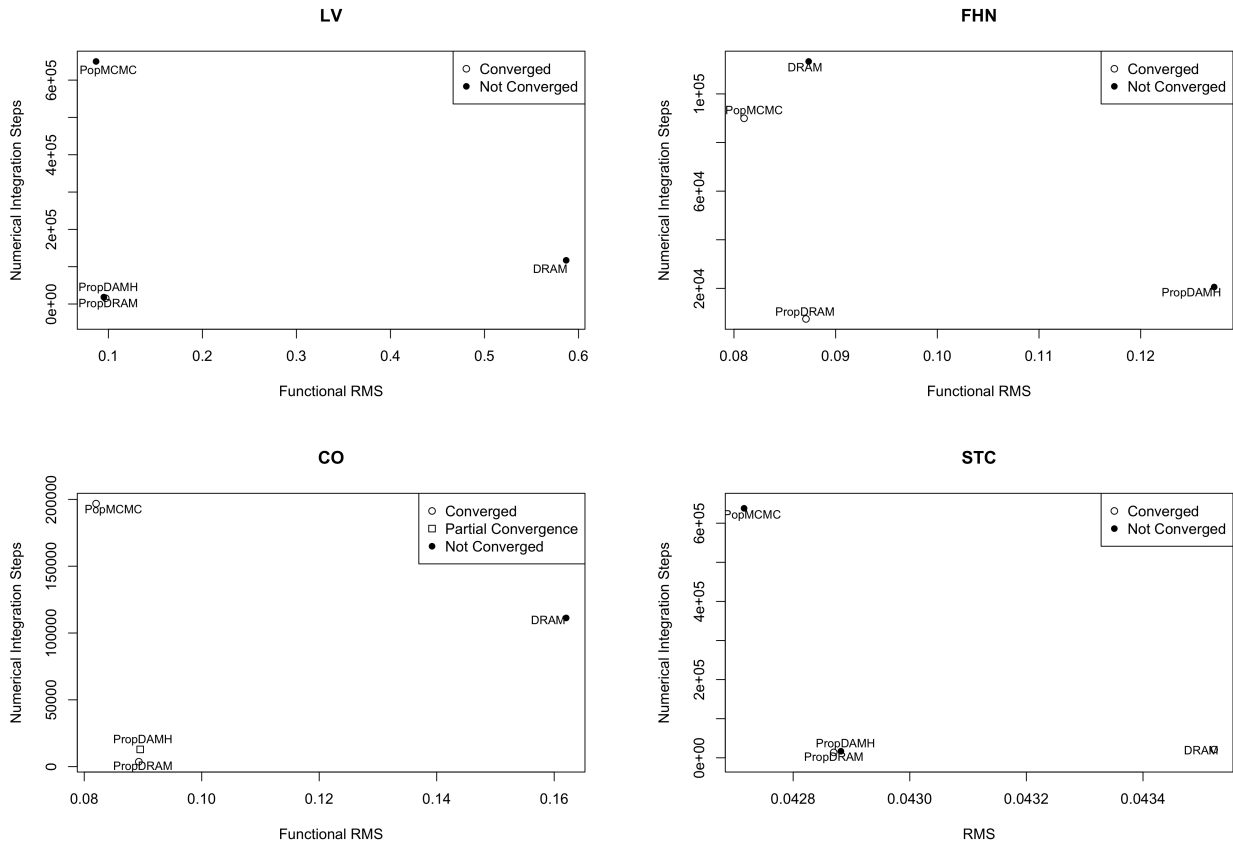 LV
Numerical Integration Steps
0e+00
2e+05
4e+05
6e+05
PopMCMC
PropDAMH
PropDRAM
DRAM
Converged
Not Converged
0.1
0.2
0.3
0.4
0.5
0.6
Functional RMS
FHN
Numerical Integration Steps
2e+04
6e+04
1e+05
DRAM
PopMCMC
PropDRAM
PropDAMH
Converged
Not Converged
0.08
0.09
0.10
0.11
0.12
Functional RMS
CO
Numerical Integration Steps
0
50000
100000
150000
200000
PopMCMC
DRAM
PropDAMH
PropDRAM
Converged
Partial Convergence
Not Converged
0.08
0.10
0.12
0.14
0.16
Functional RMS
STC
Numerical Integration Steps
0e+00
2e+05
4e+05
6e+05
PopMCMC
PropDAMH
PropDRAM
DRAM
Converged
Not Converged
0.0428
0.0430
0.0432
0.0434
RMS